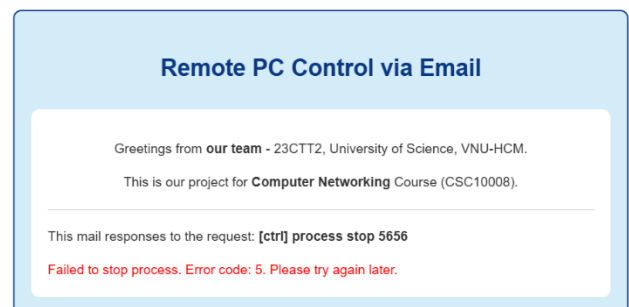 Remote PC Control via Email
Greetings from our team - 23CTT2, University of Science, VNU-HCM.
This is our project for Computer Networking Course (CSC10008).
This mail responses to the request: [ctrl] process stop 5656
Failed to stop process. Error code: 5. Please try again later.